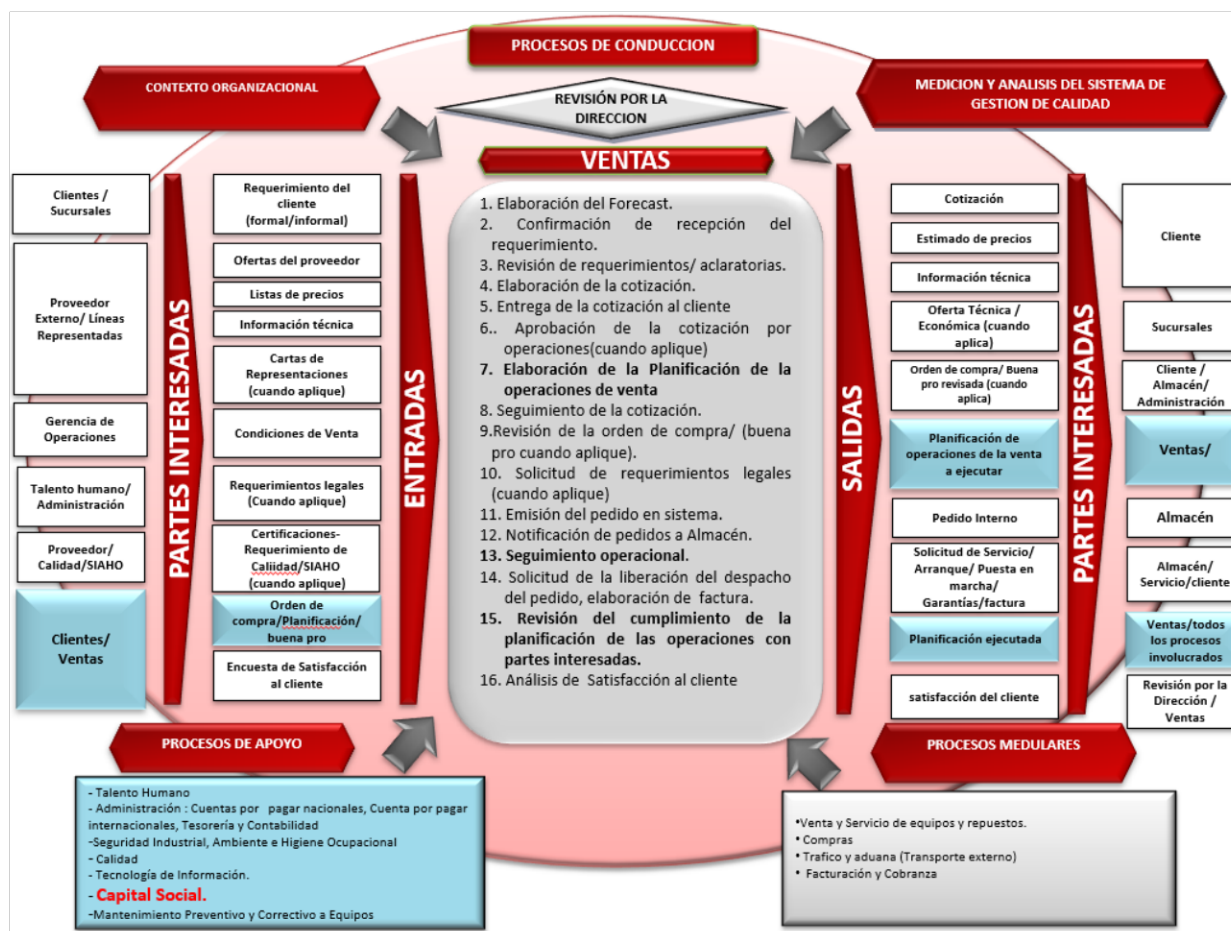 PROCESOS DE CONDUCCION
CONTEXTO ORGANIZACIONAL
REVISIÓN POR LA
DIRECCION
MEDICION Y ANALISIS DEL SISTEMA DE
GESTION DE CALIDAD
VENTAS
Clientes /
Sucursales
Proveedor
Externo/ Líneas
Representadas
Gerencia de
Operaciones
Talento humano/
Administración
Proveedor/
Calidad/SIAHO
Clientes/
Ventas
PARTES INTERESADAS
Requerimiento del
cliente
(formal/informal)
Ofertas del proveedor
Listas de precios
Información técnica
Cartas de
Representaciones
(cuando aplique)
Condiciones de Venta
Requerimientos legales
(Cuando aplique)
Certificaciones-
Requerimiento de
Caliidad/SIAHO
(cuando aplique)
Orden de
compra/Planificación/
buena pro
Encuesta de Satisfacción
al cliente
ENTRADAS
1. Elaboración del Forecast.
2. Confirmación de recepción del
requerimiento.
3. Revisión de requerimientos/ aclaratorias.
4. Elaboración de la cotización.
5. Entrega de la cotización al cliente
6.. Aprobación de la cotización por
operaciones(cuando aplique)
7. Elaboración de la Planificación de la
operaciones de venta
8. Seguimiento de la cotización.
9.Revisión de la orden de compra/ (buena
pro cuando aplique).
10. Solicitud de requerimientos legales
(cuando aplique)
11. Emisión del pedido en sistema.
12. Notificación de pedidos a Almacén.
13. Seguimiento operacional.
14. Solicitud de la liberación del despacho
del pedido, elaboración de factura.
15. Revisión del cumplimiento de la
planificación de las operaciones con
partes interesadas.
16. Análisis de Satisfacción al cliente
SALIDAS
Cotización
Estimado de precios
Información técnica
Oferta Técnica /
Económica (cuando
aplica)
Orden de compra/ Buena
pro revisada (cuando
aplica)
Planificación de
operaciones de la venta
a ejecutar
Pedido Interno
Solicitud de Servicio/
Arranque/ Puesta en
marcha/
Garantías/factura
Planificación ejecutada
satisfacción del cliente
PARTES INTERESADAS
Cliente
Sucursales
Cliente /
Almacén/
Administración
Ventas/
Almacén
Almacén/
Servicio/cliente
Ventas/todos
los procesos
involucrados
Revisión por la
Dirección /
Ventas
PROCESOS DE APOYO
- Talento Humano
- Administración : Cuentas por pagar nacionales, Cuenta por pagar
internacionales, Tesorería y Contabilidad
-Seguridad Industrial, Ambiente e Higiene Ocupacional
- Calidad
- Tecnología de Información.
- Capital Social.
-Mantenimiento Preventivo y Correctivo a Equipos
PROCESOS MEDULARES
•Venta y Servicio de equipos y repuestos.
• Compras
• Trafico y aduana (Transporte externo)
• Facturación y Cobranza